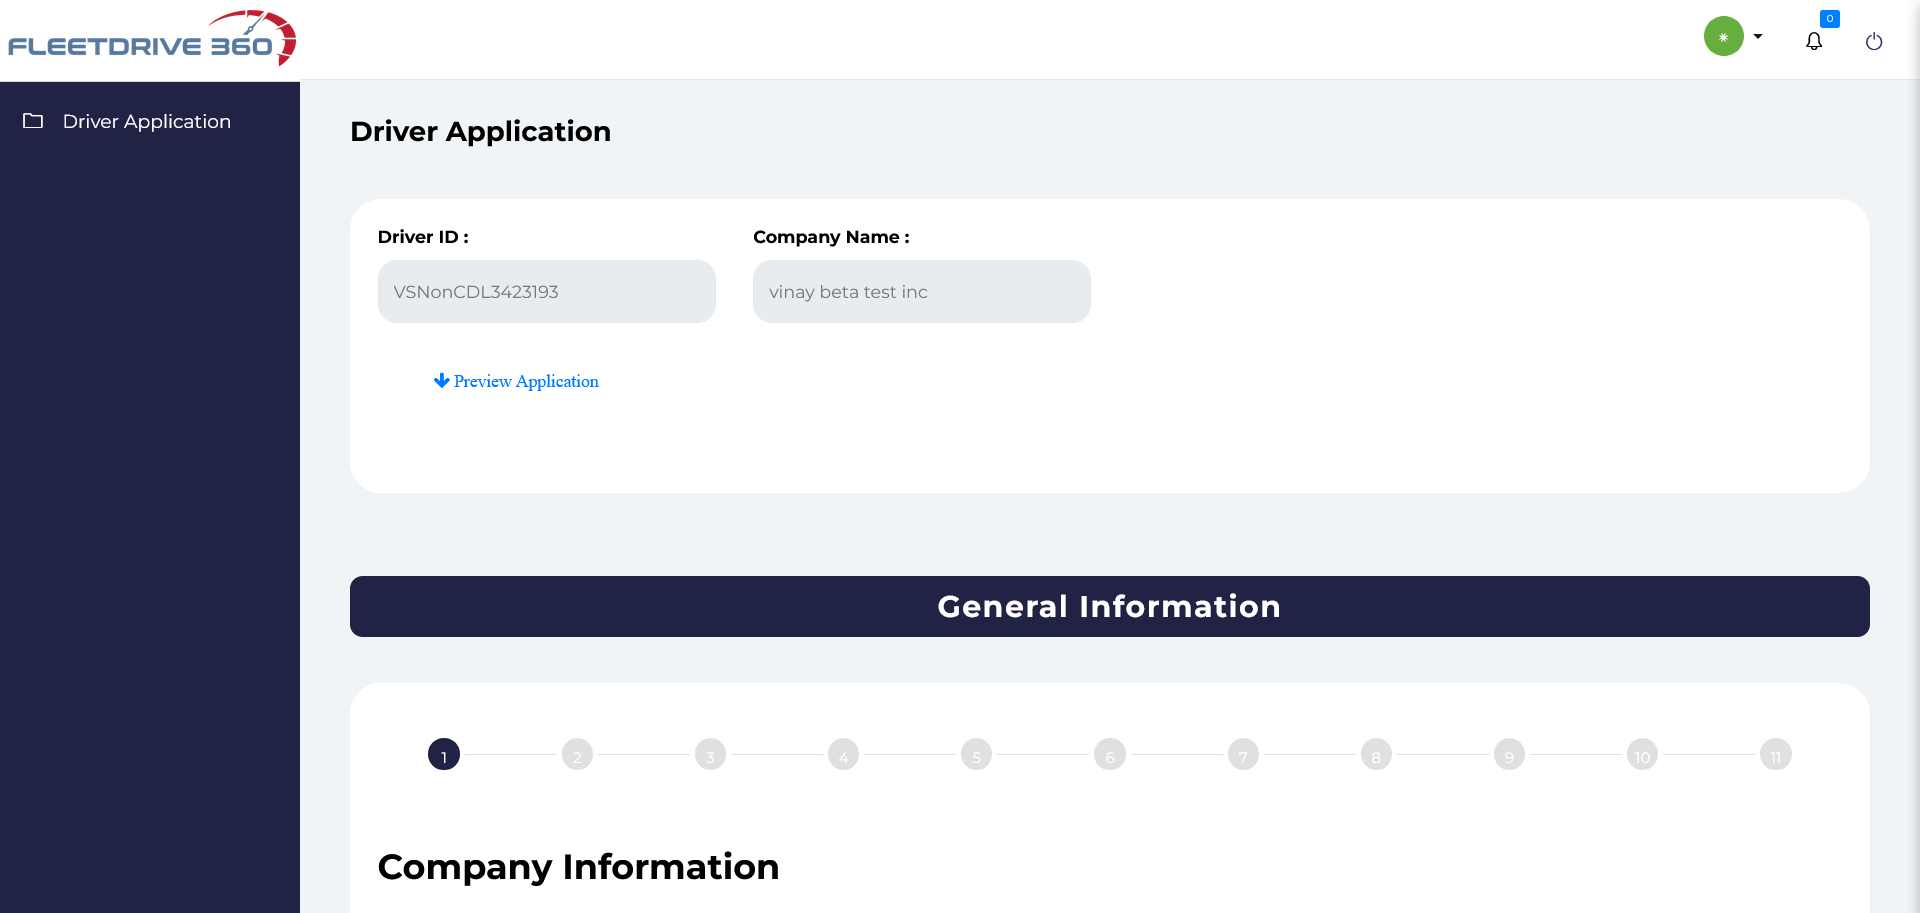 FLEETDRIVE 360
0
Driver Application
Driver Application
Driver ID :
Company Name :
VSNonCDL3423193
vinay beta test inc
Preview Application
General Information
1 2 3 4 5 6 7 8 9 10 11
Company Information